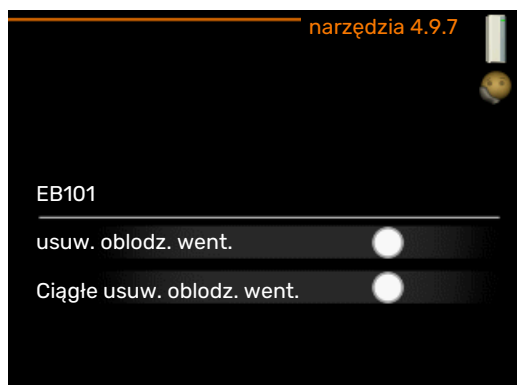 narzędzia 4.9.7
EB101
usuw. oblodz. went.
Ciągłe usuw. oblodz. went.